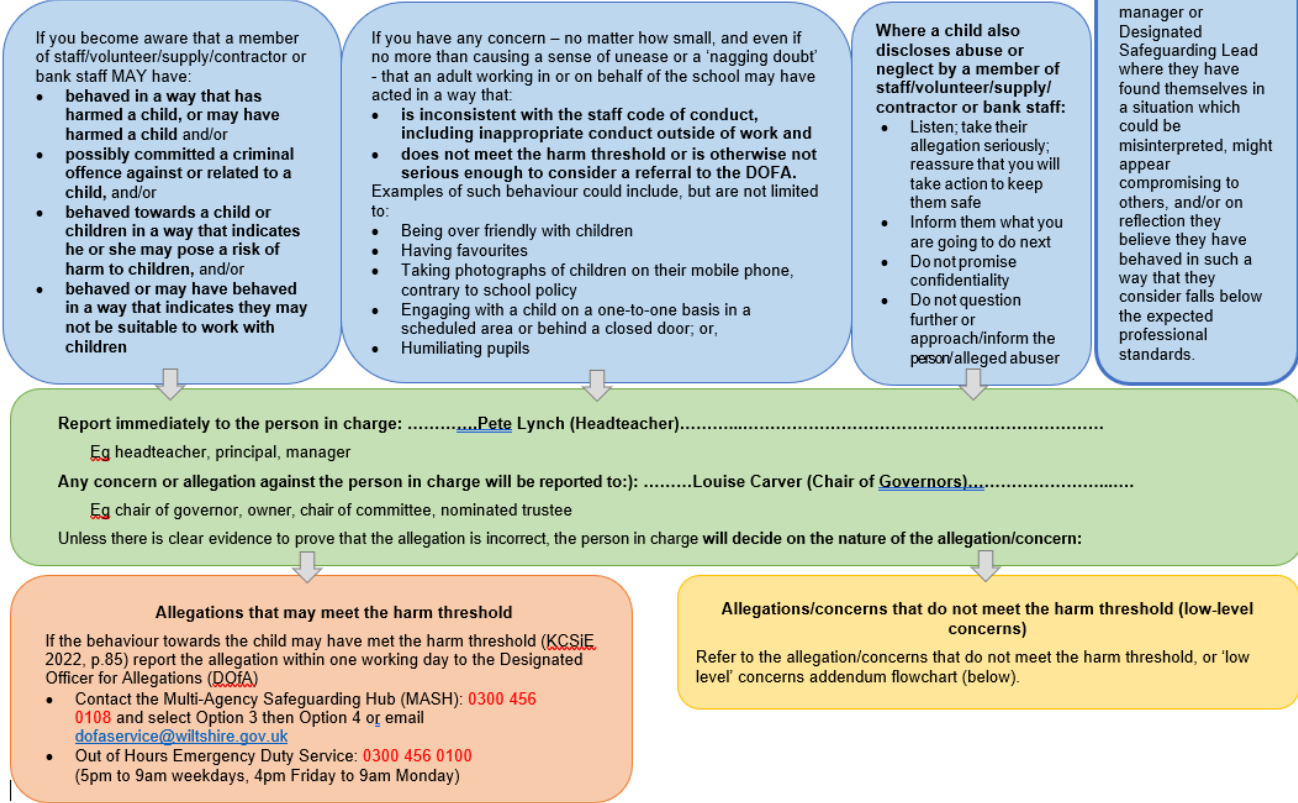 If you become aware that a member
of staff/volunteer/supply/contractor or
bank staff MAY have:
• behaved in a way that has
harmed a child, or may have
harmed a child and/or
• possibly committed a criminal
offence against or related to a
child, and/or
• behaved towards a child or
children in a way that indicates
he or she may pose a risk of
harm to children, and/or
• behaved or may have behaved
in a way that indicates they may
not be suitable to work with
children
If you have any concern – no matter how small, and even if
no more than causing a sense of unease or a ‘nagging doubt’
- that an adult working in or on behalf of the school may have
acted in a way that:
• is inconsistent with the staff code of conduct,
including inappropriate conduct outside of work and
• does not meet the harm threshold or is otherwise not
serious enough to consider a referral to the DOFA.
Examples of such behaviour could include, but are not limited
to:
• Being over friendly with children
• Having favourites
• Taking photographs of children on their mobile phone,
contrary to school policy
• Engaging with a child on a one-to-one basis in a
scheduled area or behind a closed door; or,
• Humiliating pupils
Where a child also
discloses abuse or
neglect by a member of
staff/volunteer/supply/
contractor or bank staff:
• Listen; take their
allegation seriously;
reassure that you will
take action to keep
them safe
• Inform them what you
are going to do next
• Do not promise
confidentiality
• Do not question
further or
approach/inform the
person/alleged abuser
manager or
Designated
Safeguarding Lead
where they have
found themselves in
a situation which
could be
misinterpreted, might
appear
compromising to
others, and/or on
reflection they
believe they have
behaved in such a
way that they
consider falls below
the expected
professional
standards.
Report immediately to the person in charge: ………….Pete Lynch (Headteacher)………...……………………………………………………………
Eg headteacher, principal, manager
Any concern or allegation against the person in charge will be reported to:): ………Louise Carver (Chair of Governors)…………………….....….
Eg chair of governor, owner, chair of committee, nominated trustee
Unless there is clear evidence to prove that the allegation is incorrect, the person in charge will decide on the nature of the allegation/concern:
Allegations that may meet the harm threshold
If the behaviour towards the child may have met the harm threshold (KCSiE
2022, p.85) report the allegation within one working day to the Designated
Officer for Allegations (DOfA)
• Contact the Multi-Agency Safeguarding Hub (MASH): 0300 456
0108 and select Option 3 then Option 4 or email
dofaservice@wiltshire.gov.uk
• Out of Hours Emergency Duty Service: 0300 456 0100
(5pm to 9am weekdays, 4pm Friday to 9am Monday)
Allegations/concerns that do not meet the harm threshold (low-level
concerns)
Refer to the allegation/concerns that do not meet the harm threshold, or ‘low
level’ concerns addendum flowchart (below).